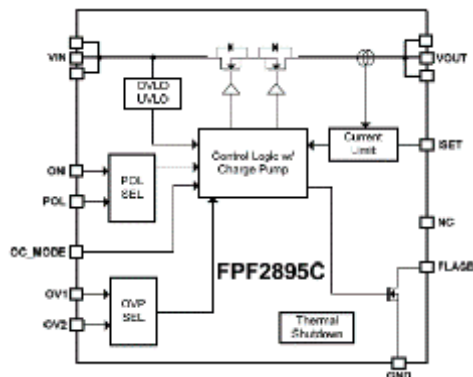 VIN
VOUT
OVLO
UVLO
Control Logic w/
Charge Pump
Current
Limit
ISET
ON
POL
SEL
POL
NC
OC_MODE
FPF2895C
FLAGB
OV1
OVP
SEL
OV2
Thermal
Shutdown
GND